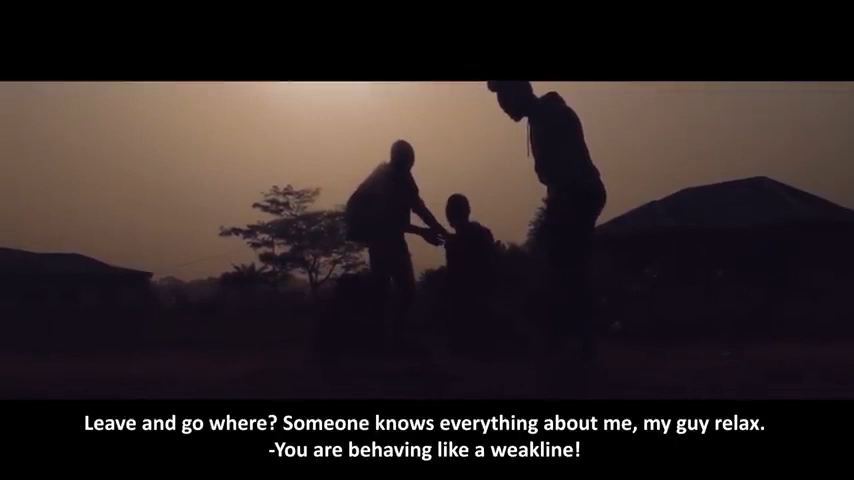 Leave and go where? Someone knows everything about me, my guy relax.
-You are behaving like a weakline!